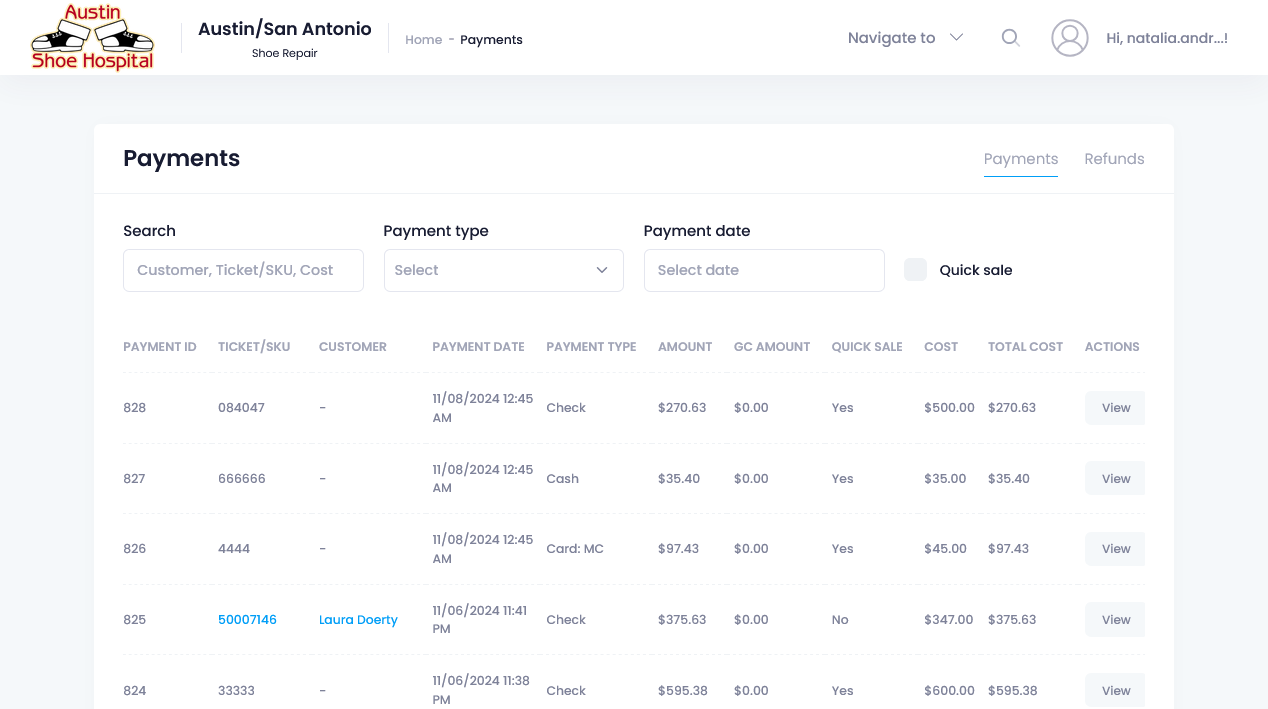 Austin
Shoe Hospital
Austin/San Antonio
Shoe Repair
Home - Payments
Navigate to
Hi, natalia.andr...!
Payments
Payments Refunds
Search Payment type Payment date
Customer, Ticket/SKU, Cost Select Select date Quick sale
PAYMENT ID TICKET/SKU CUSTOMER PAYMENT DATE PAYMENT TYPE AMOUNT GC AMOUNT QUICK SALE COST TOTAL COST ACTIONS
828 084047 - 11/08/2024 12:45 AM Check $270.63 $0.00 Yes $500.00 $270.63 View
827 666666 - 11/08/2024 12:45 AM Cash $35.40 $0.00 Yes $35.00 $35.40 View
826 4444 - 11/08/2024 12:45 AM Card: MC $97.43 $0.00 Yes $45.00 $97.43 View
825 50007146 Laura Doerty 11/06/2024 11:41 PM Check $375.63 $0.00 No $347.00 $375.63 View
824 33333 - 11/06/2024 11:38 PM Check $595.38 $0.00 Yes $600.00 $595.38 View